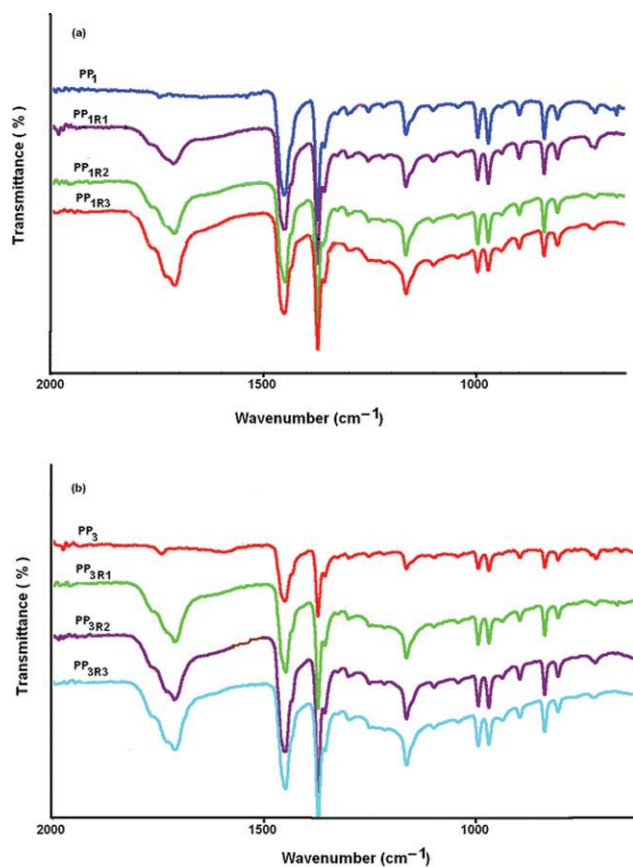 (a)
PP1
PP1R1
PP1R2
PP1R3
Transmittance ( % )
2000 1500 1000
Wavenumber (cm−1)
(b)
PP3
PP3R1
PP3R2
PP3R3
Transmittance ( % )
2000 1500 1000
Wavenumber (cm−1)